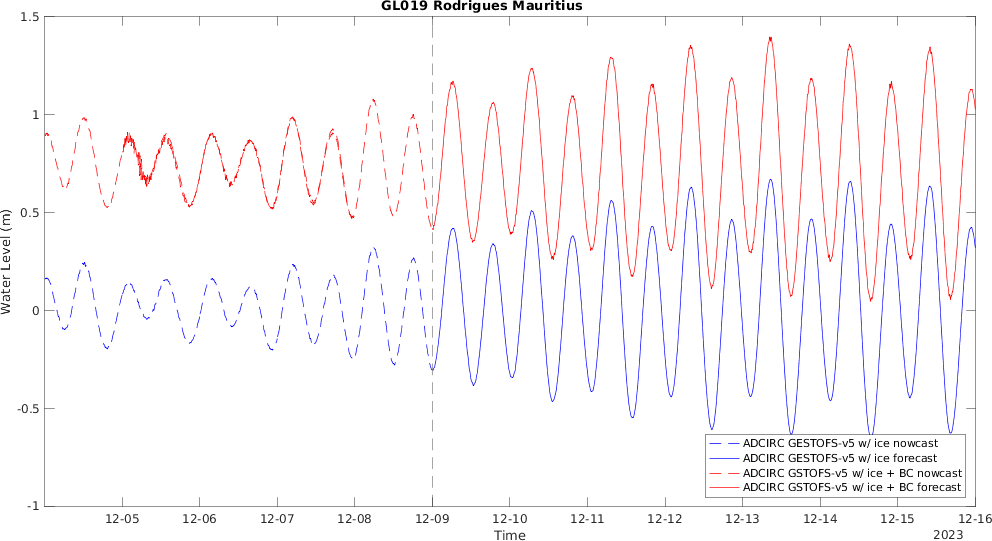 GL019 Rodrigues Mauritius
1.5
1
0.5
0
-0.5
-1
Water Level (m)
ADCIRC GESTOFS-v5 w/ ice nowcast
ADCIRC GESTOFS-v5 w/ ice forecast
ADCIRC GSTOFS-v5 w/ ice + BC nowcast
ADCIRC GSTOFS-v5 w/ ice + BC forecast
12-05 12-06 12-07 12-08 12-09 12-10 12-11 12-12 12-13 12-14 12-15 12-16
Time
2023